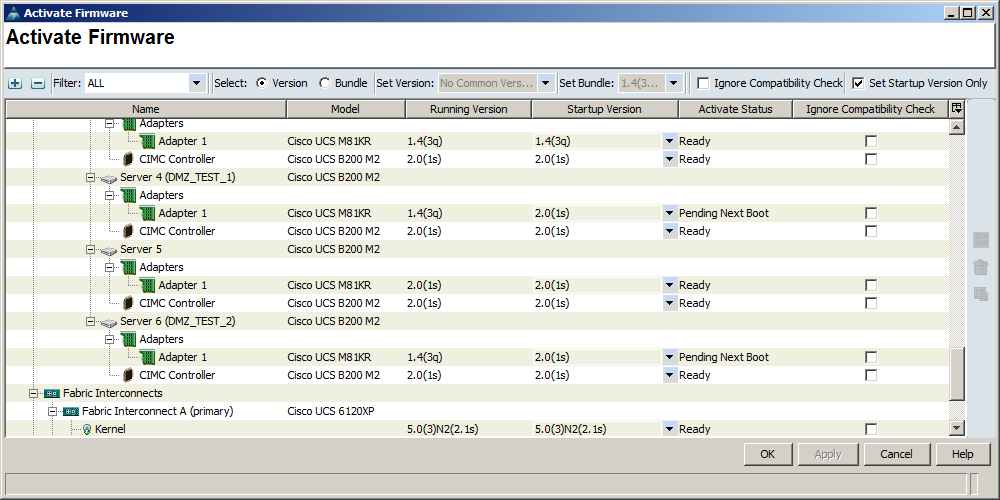 Activate Firmware
Activate Firmware
Filter: ALL Select: Version Bundle Set Version: No Common Vers... Set Bundle: 1.4(3... Ignore Compatibility Check Set Startup Version Only
Name Model Running Version Startup Version Activate Status Ignore Compatibility Check
Adapters
Adapter 1 Cisco UCS M81KR 1.4(3q) 1.4(3q) Ready
CIMC Controller Cisco UCS B200 M2 2.0(1s) 2.0(1s) Ready
Server 4 (DMZ_TEST_1) Cisco UCS B200 M2
Adapters
Adapter 1 Cisco UCS M81KR 1.4(3q) 2.0(1s) Pending Next Boot
CIMC Controller Cisco UCS B200 M2 2.0(1s) 2.0(1s) Ready
Server 5 Cisco UCS B200 M2
Adapters
Adapter 1 Cisco UCS M81KR 2.0(1s) 2.0(1s) Ready
CIMC Controller Cisco UCS B200 M2 2.0(1s) 2.0(1s) Ready
Server 6 (DMZ_TEST_2) Cisco UCS B200 M2
Adapters
Adapter 1 Cisco UCS M81KR 1.4(3q) 2.0(1s) Pending Next Boot
CIMC Controller Cisco UCS B200 M2 2.0(1s) 2.0(1s) Ready
Fabric Interconnects
Fabric Interconnect A (primary) Cisco UCS 6120XP
Kernel 5.0(3)N2(2.1s) 5.0(3)N2(2.1s) Ready
OK Apply Cancel Help